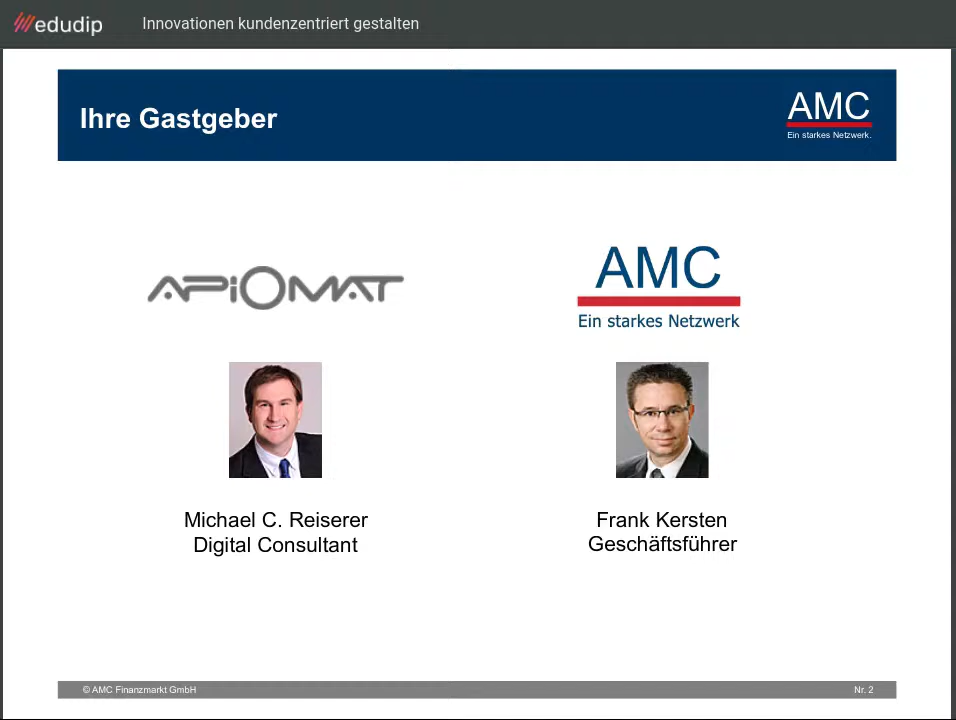 edudip Innovationen kundenzentriert gestalten
Ihre Gastgeber
AMC
Ein starkes Netzwerk.
APIOMAT
AMC
Ein starkes Netzwerk
Michael C. Reiserer
Digital Consultant
Frank Kersten
Geschäftsführer
© AMC Finanzmarkt GmbH
Nr. 2